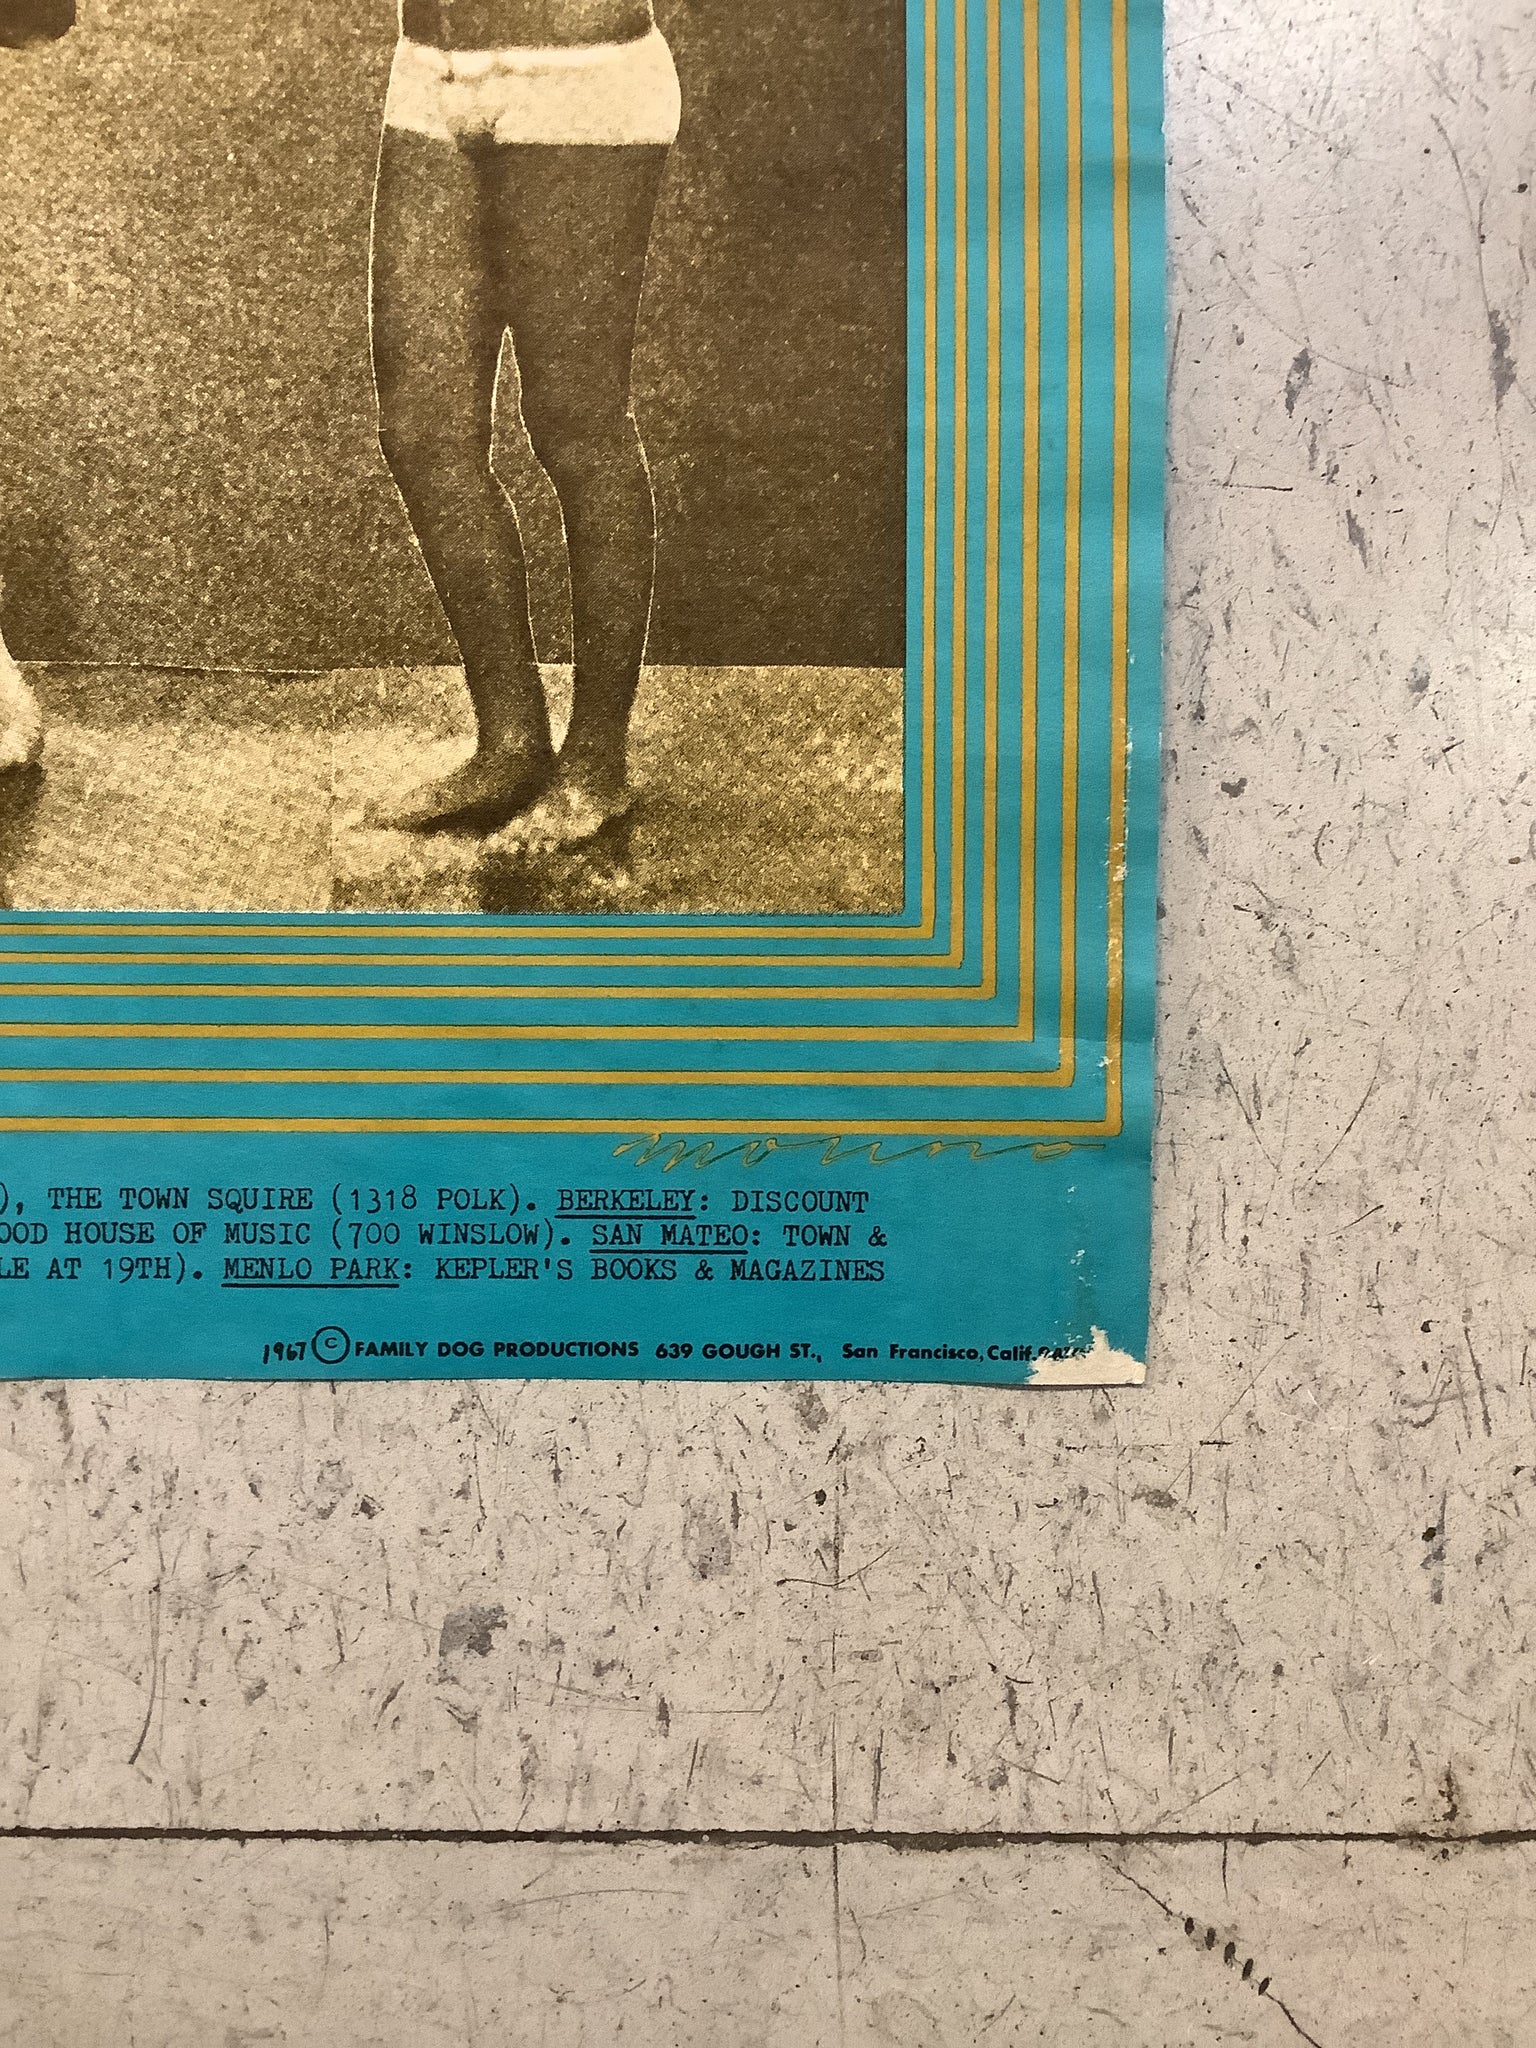 mouna
), THE TOWN SQUIRE (1318 POLK). BERKELEY: DISCOUNT
OOD HOUSE OF MUSIC (700 WINSLOW). SAN MATEO: TOWN &
LE AT 19TH). MENLO PARK: KEPLER'S BOOKS & MAGAZINES
1967 © FAMILY DOG PRODUCTIONS 639 GOUGH ST., San Francisco, Calif.